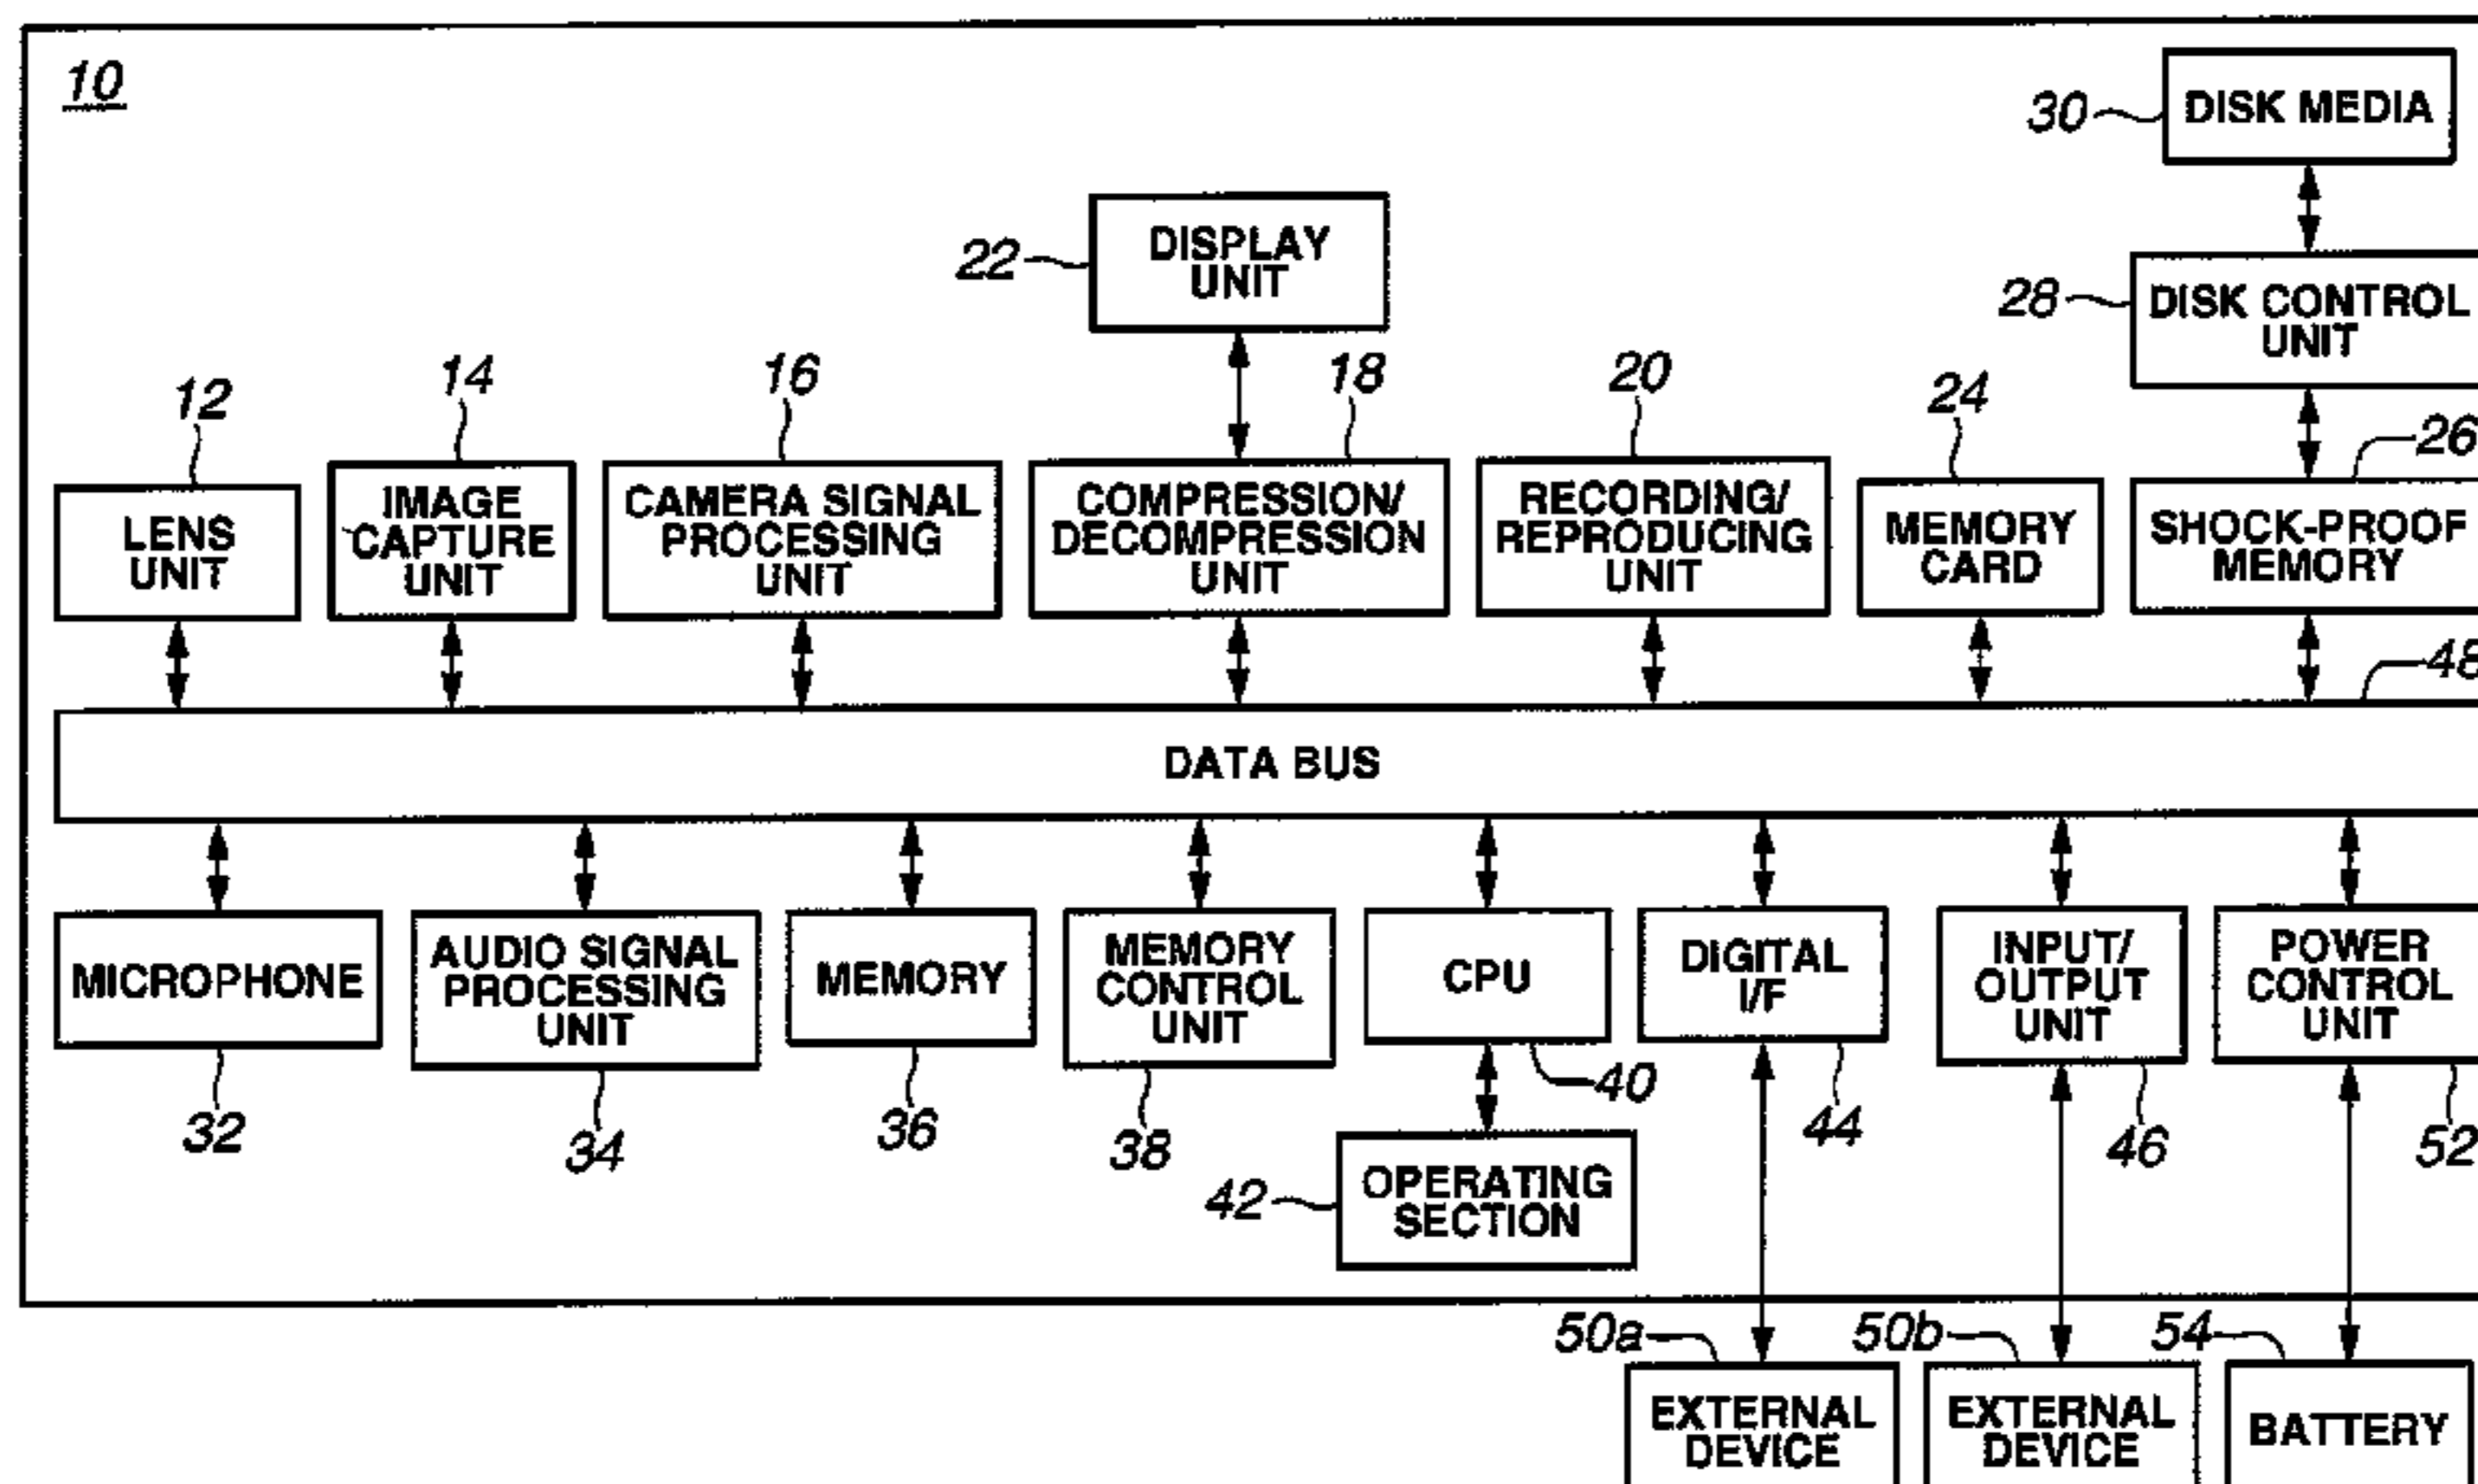 10
30
DISK MEDIA
22
DISPLAY
UNIT
28
DISK CONTROL
UNIT
12
14
16
18
20
24
26
LENS
UNIT
IMAGE
CAPTURE
UNIT
CAMERA SIGNAL
PROCESSING
UNIT
COMPRESSION/
DECOMPRESSION
UNIT
RECORDING/
REPRODUCING
UNIT
MEMORY
CARD
SHOCK-PROOF
MEMORY
48
DATA BUS
MICROPHONE
AUDIO SIGNAL
PROCESSING
UNIT
MEMORY
MEMORY
CONTROL
UNIT
CPU
DIGITAL
I/F
INPUT/
OUTPUT
UNIT
POWER
CONTROL
UNIT
32
34
36
38
40
44
46
52
42
OPERATING
SECTION
50a
50b
54
EXTERNAL
DEVICE
EXTERNAL
DEVICE
BATTERY